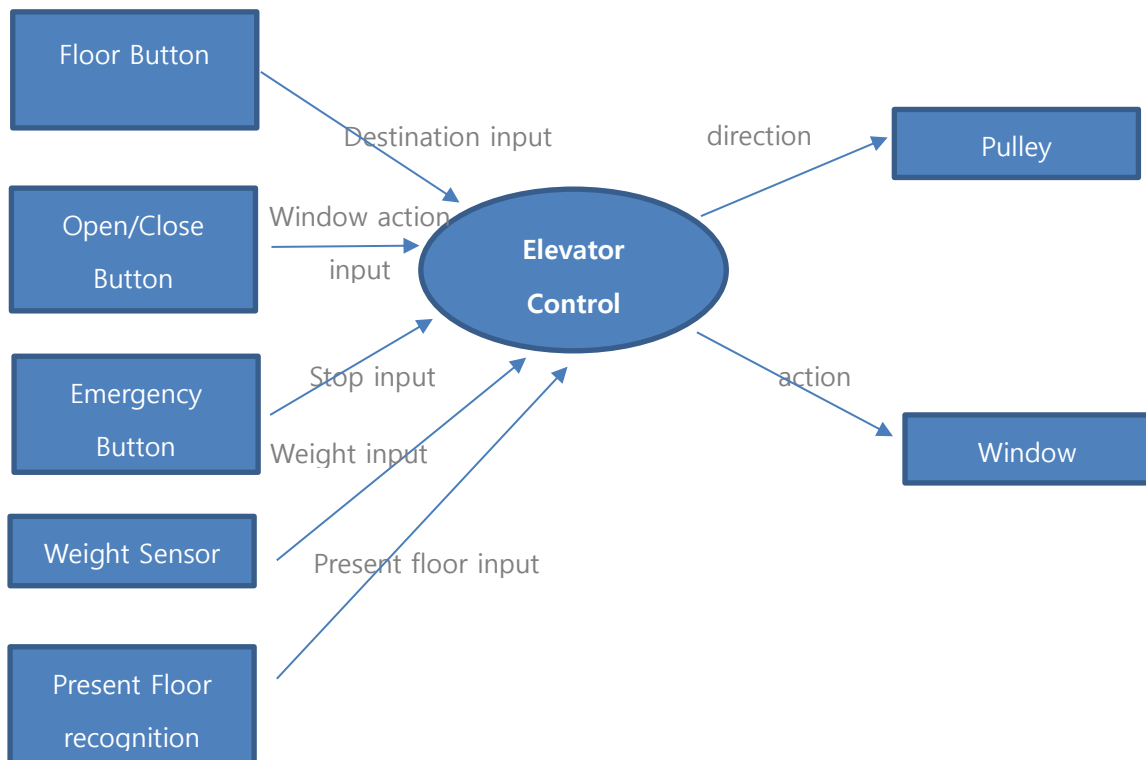 Floor Button
Destination input
direction
Pulley
Open/Close
Button
Window action
input
Elevator
Control
Emergency
Button
Stop input
action
Weight input
Window
Weight Sensor
Present floor input
Present Floor
recognition